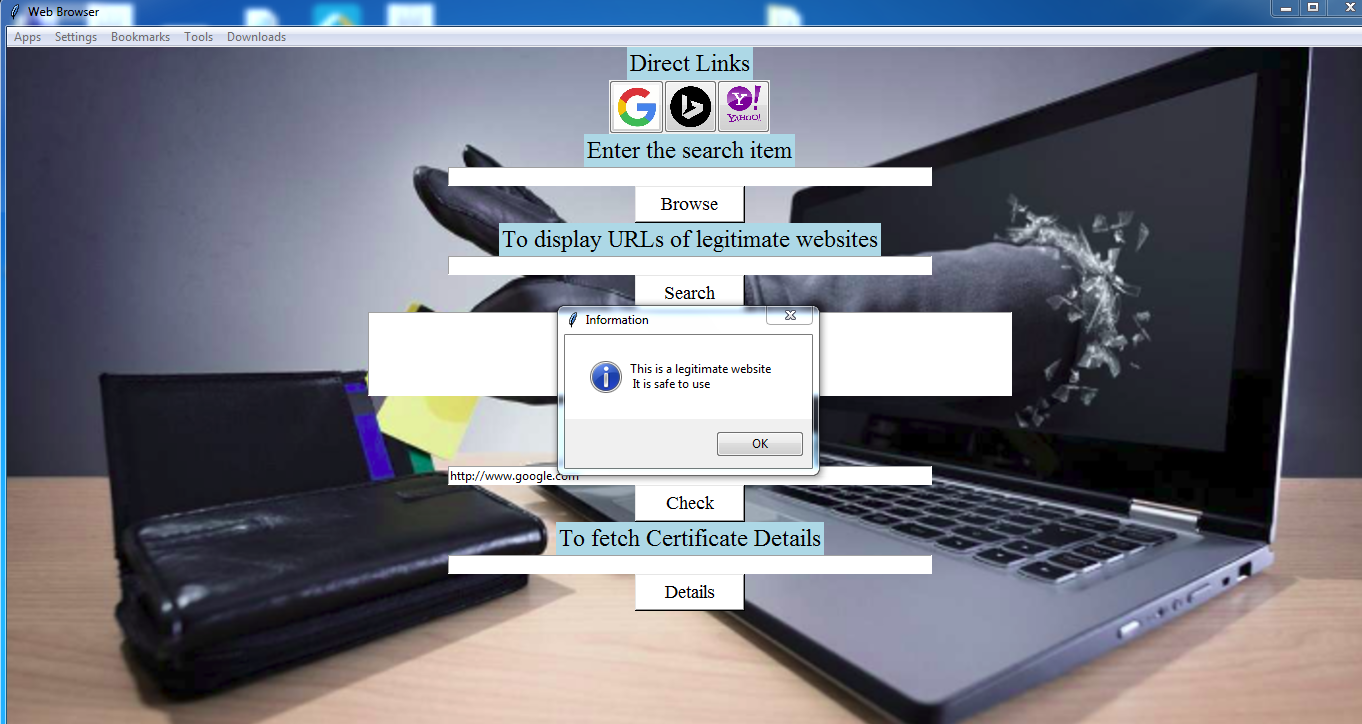 Web Browser
Apps Settings Bookmarks Tools Downloads
Direct Links
YAHOO!
Enter the search item
Browse
To display URLs of legitimate websites
Search
Information
This is a legitimate website
It is safe to use
OK
http://www.google.com
Check
To fetch Certificate Details
Details